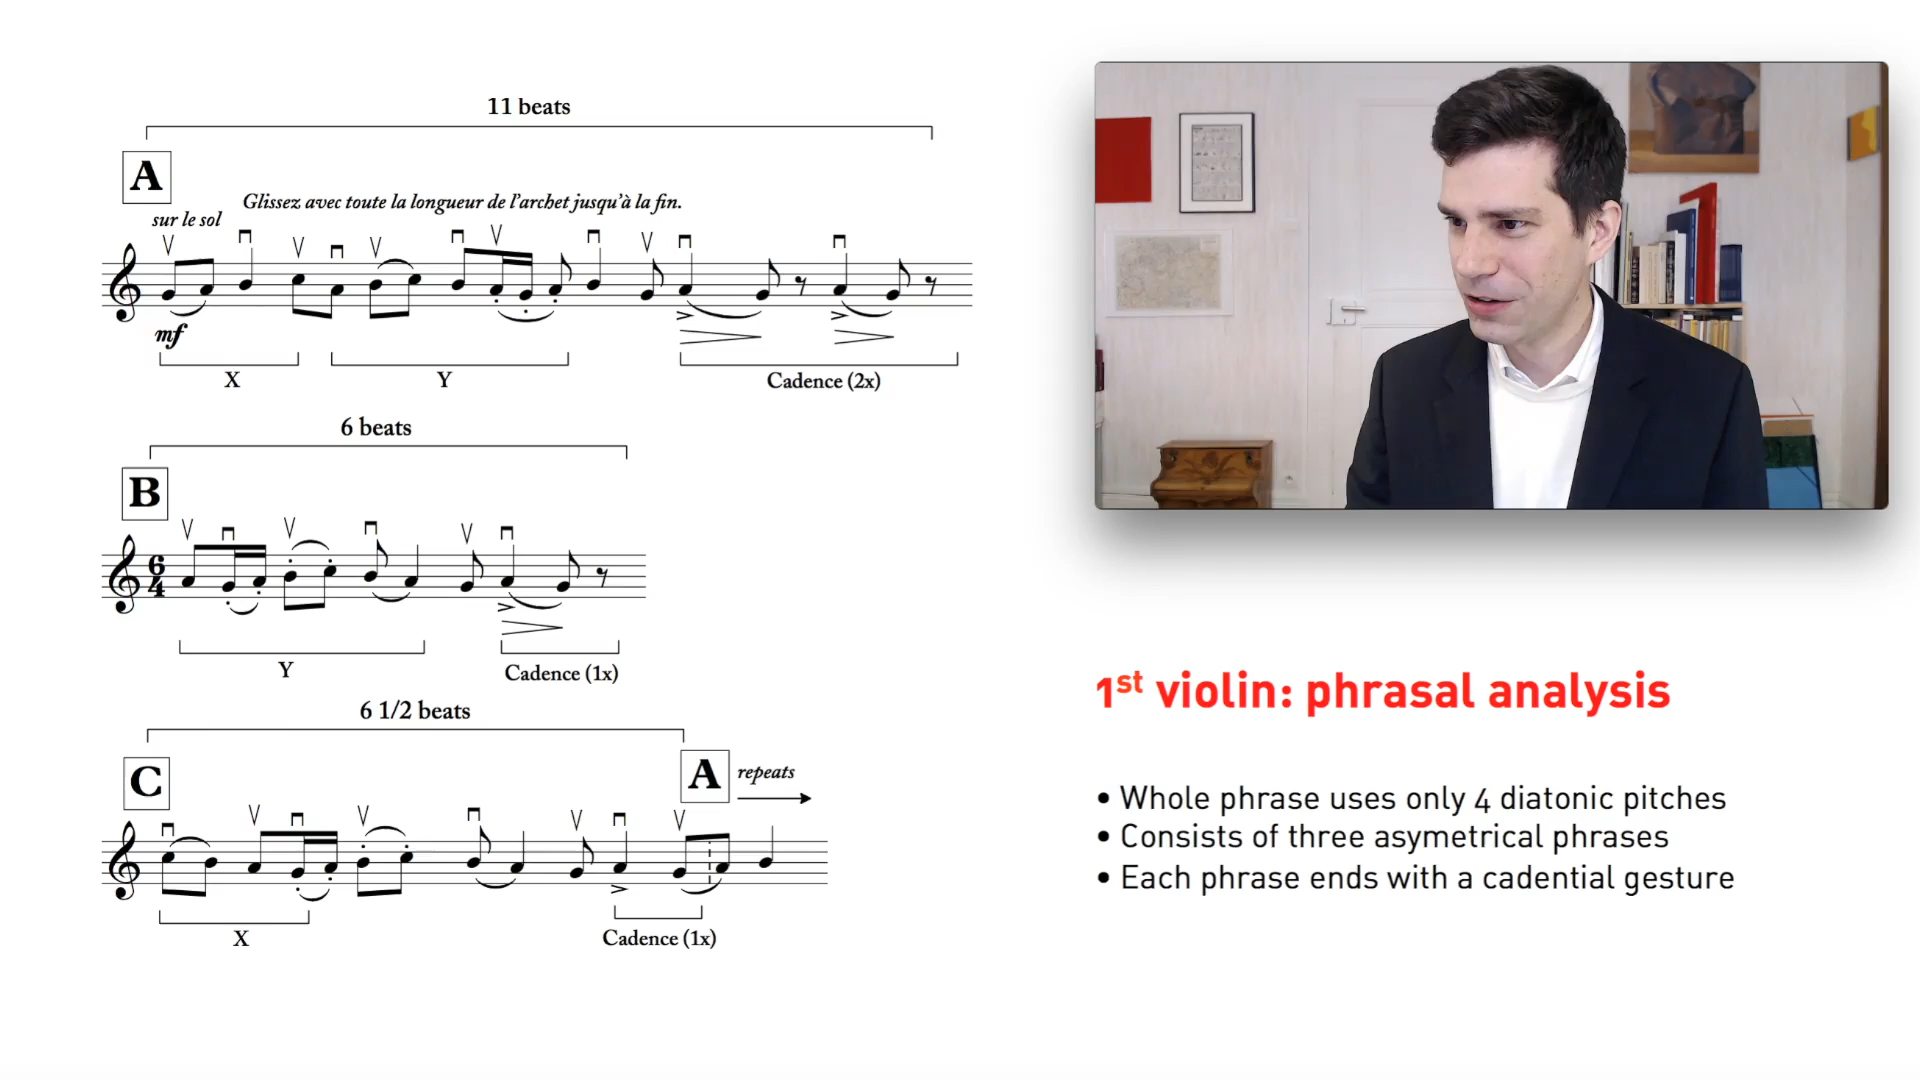 11 beats
A
sur le sol
Glissez avec toute la longueur de l'archet jusqu'à la fin.
mf
X
Y
Cadence (2x)
6 beats
B
6
4
Y
Cadence (1x)
6 1/2 beats
C
A
repeats
X
Cadence (1x)
1st violin: phrasal analysis
• Whole phrase uses only 4 diatonic pitches
• Consists of three asymetrical phrases
• Each phrase ends with a cadential gesture